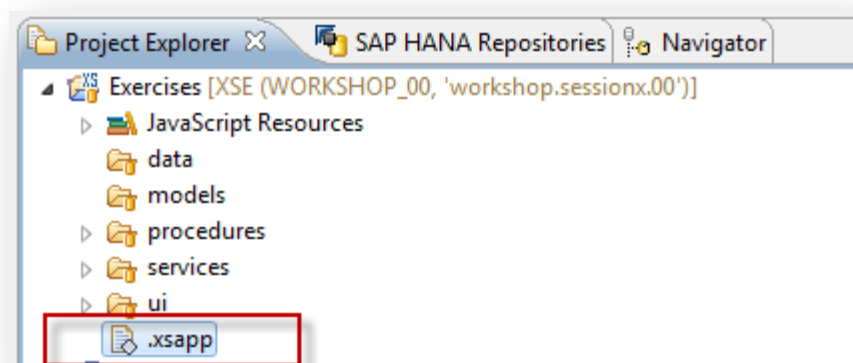 Project Explorer SAP HANA Repositories Navigator
XS Exercises [XSE (WORKSHOP_00, 'workshop.sessionx.00')]
JavaScript Resources
data
models
procedures
services
ui
.xsapp